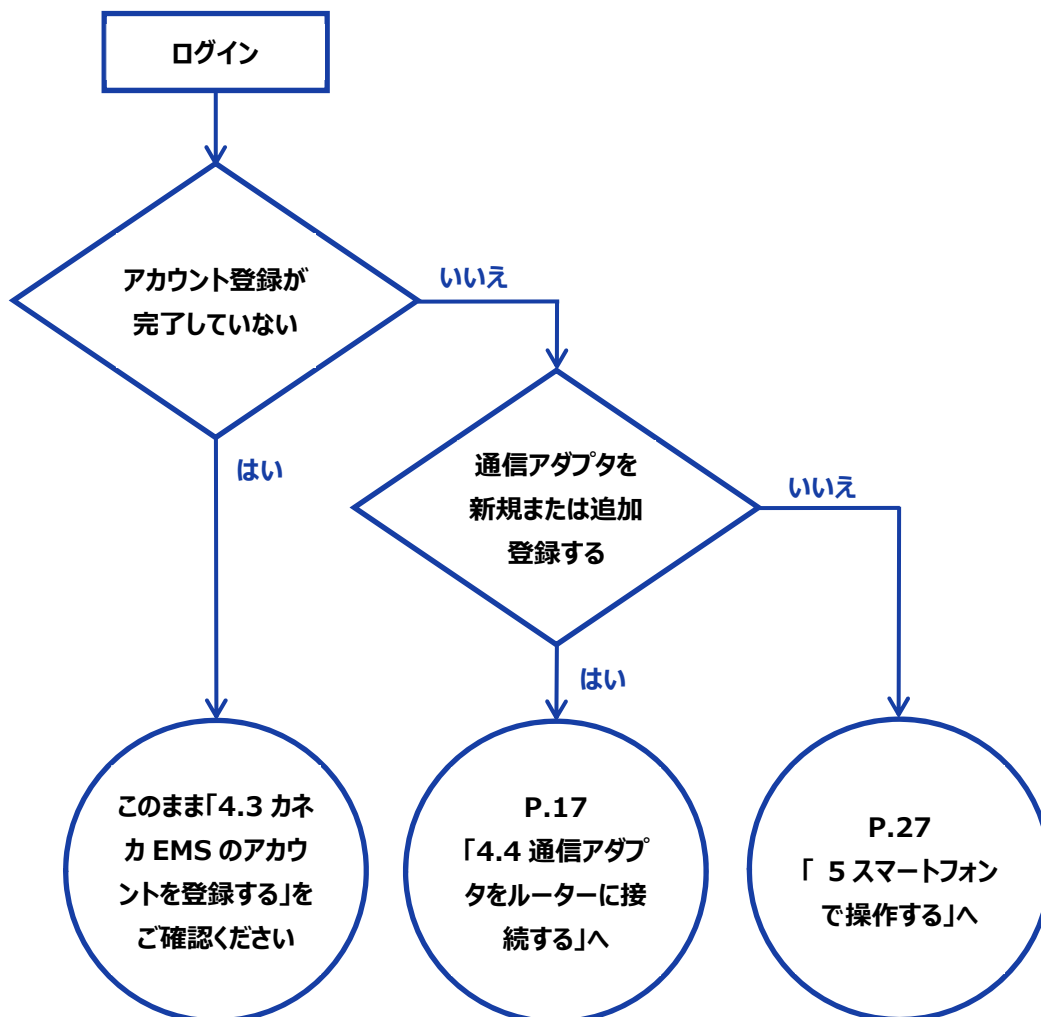 ログイン
アカウント登録が
完了していない
いいえ
はい
通信アダプタを
新規または追加
登録する
いいえ
はい
このまま「4.3 カネ
カ EMS のアカウ
ントを登録する」を
ご確認ください
P.17
「4.4 通信アダプ
タをルーターに接
続する」へ
P.27
「 5 スマートフォン
で操作する」へ